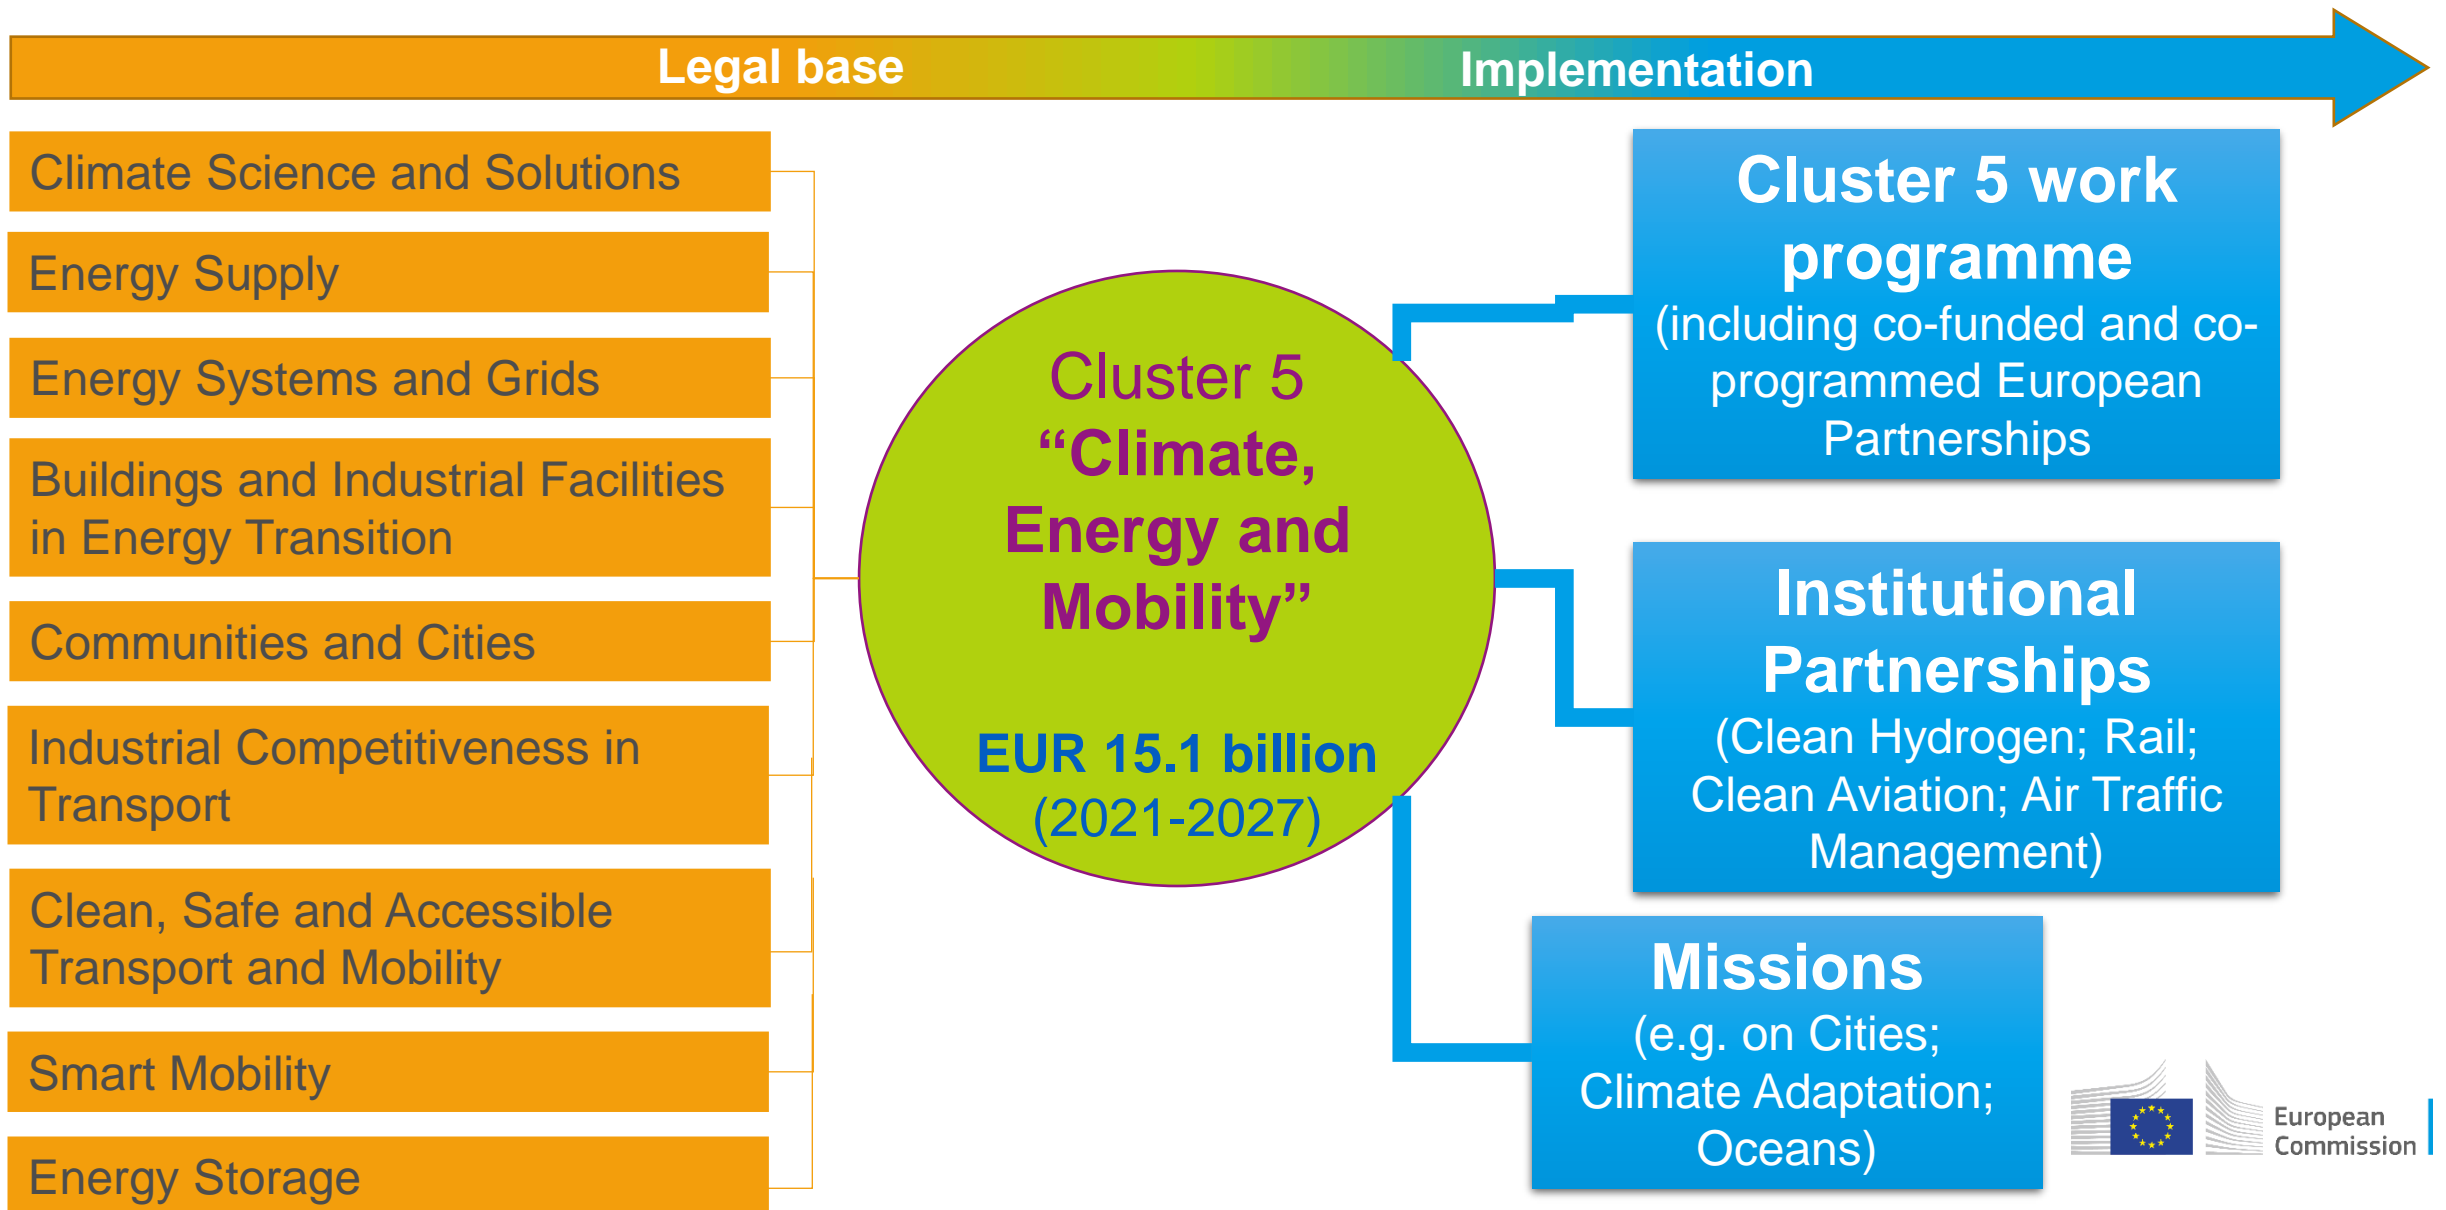 Legal base
Implementation
Climate Science and Solutions
Energy Supply
Energy Systems and Grids
Buildings and Industrial Facilities
in Energy Transition
Communities and Cities
Industrial Competitiveness in
Transport
Clean, Safe and Accessible
Transport and Mobility
Smart Mobility
Energy Storage
Cluster 5
“Climate,
Energy and
Mobility”
EUR 15.1 billion
(2021-2027)
Cluster 5 work
programme
(including co-funded and co-
programmed European
Partnerships
Institutional
Partnerships
(Clean Hydrogen; Rail;
Clean Aviation; Air Traffic
Management)
Missions
(e.g. on Cities;
Climate Adaptation;
Oceans)
European
Commission